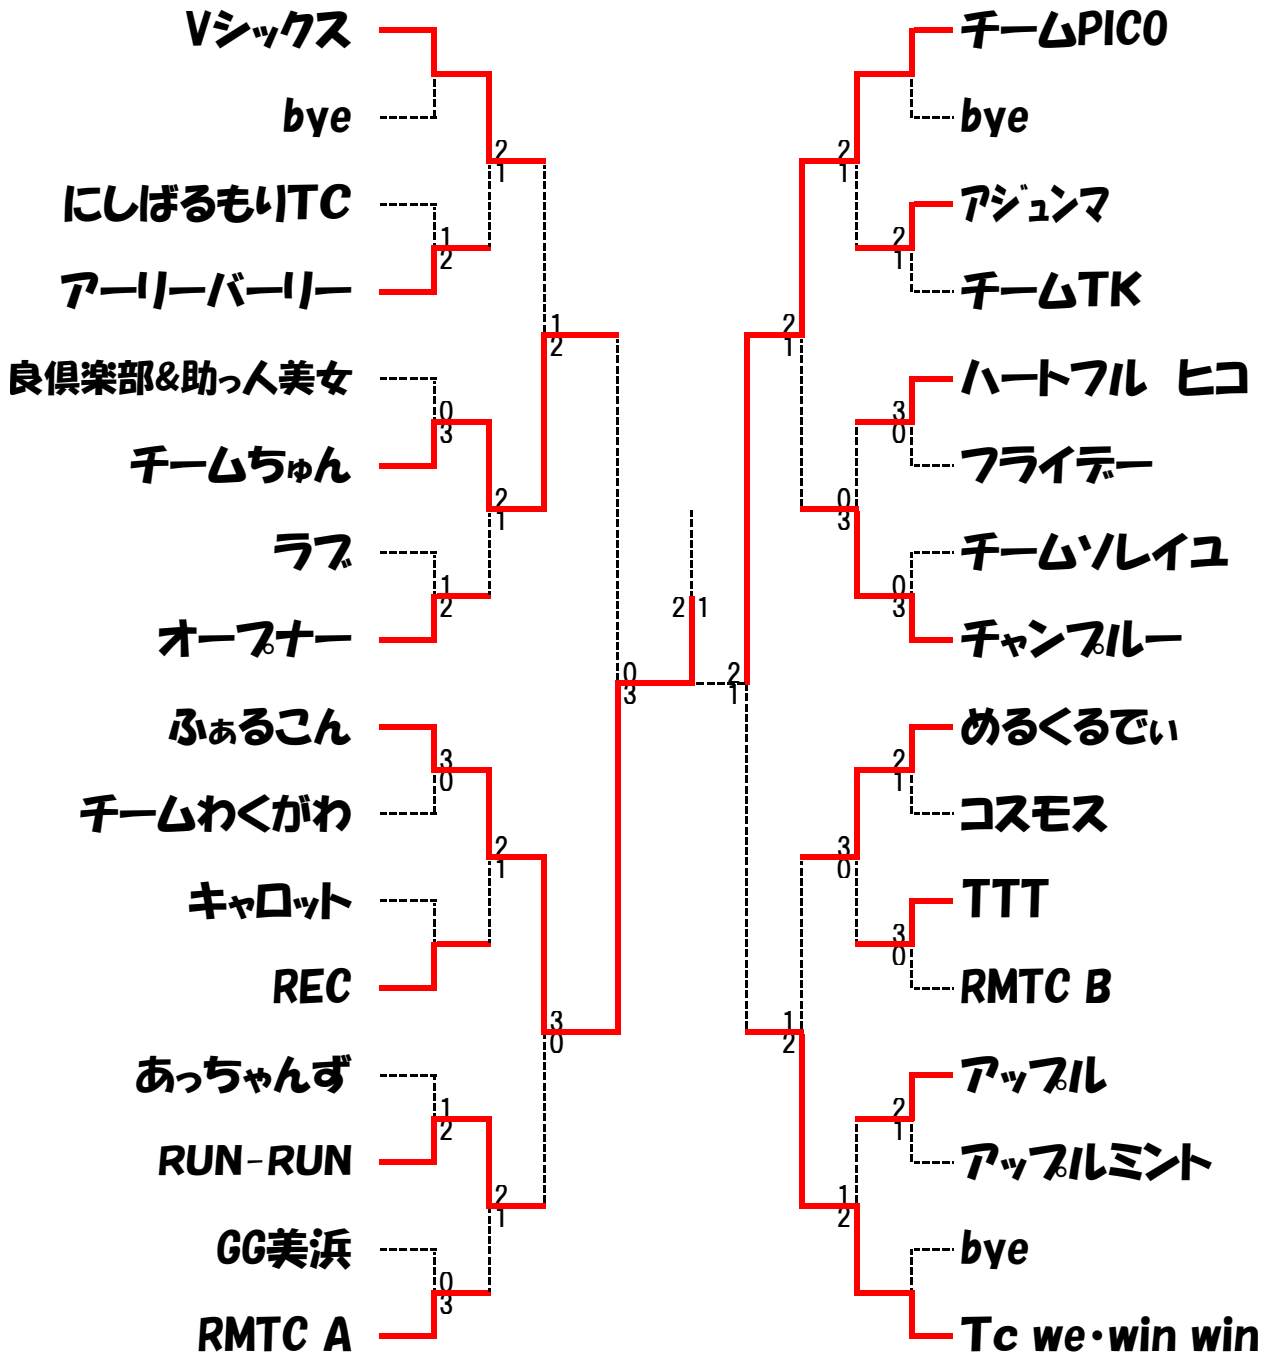 Vシックス
bye
にしばるもりTC
アーリーバーリー
良倶楽部&助っ人美女
チームちゅん
ラブ
オープナー
ふぁるこん
チームわくがわ
キャロット
REC
あっちゃんず
RUN-RUN
GG美浜
RMTC A
2
1
1
2
1
2
0
3
2
1
1
2
3
0
2
1
3
0
1
2
2
1
0
3
0
3
2
1
2
1
2
1
2
1
2
1
3
0
0
3
0
3
2
1
3
0
3
0
1
2
2
1
1
2
チームPICO
bye
アジュンマ
チームTK
ハートフル ヒコ
フライデー
チームソレイユ
チャンプルー
めるくるでぃ
コスモス
TTT
RMTC B
アップル
アップルミント
bye
Tc we・win win